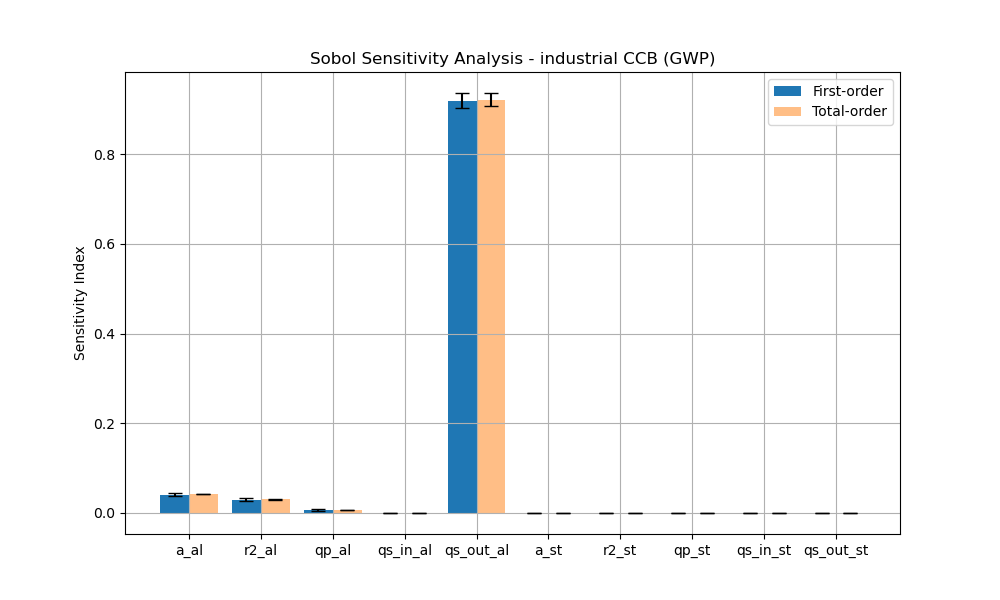 Sobol Sensitivity Analysis - industrial CCB (GWP)
First-order
Total-order
Sensitivity Index
0.8
0.6
0.4
0.2
0.0
a_al r2_al qp_al qs_in_al qs_out_al a_st r2_st qp_st qs_in_st qs_out_st